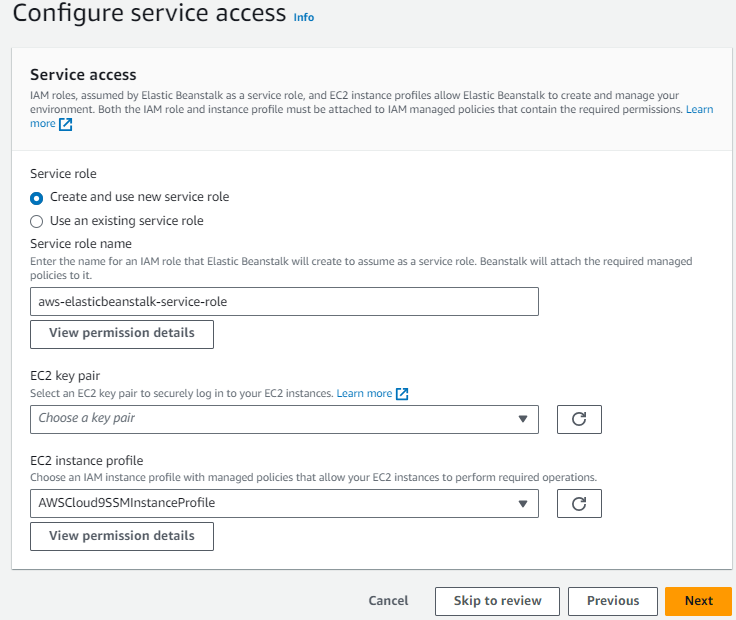 Configure service access Info
Service access
IAM roles, assumed by Elastic Beanstalk as a service role, and EC2 instance profiles allow Elastic Beanstalk to create and manage your
environment. Both the IAM role and instance profile must be attached to IAM managed policies that contain the required permissions. Learn
more
Service role
Create and use new service role
Use an existing service role
Service role name
Enter the name for an IAM role that Elastic Beanstalk will create to assume as a service role. Beanstalk will attach the required managed
policies to it.
aws-elasticbeanstalk-service-role
View permission details
EC2 key pair
Select an EC2 key pair to securely log in to your EC2 instances. Learn more
Choose a key pair
EC2 instance profile
Choose an IAM instance profile with managed policies that allow your EC2 instances to perform required operations.
AWSCloud9SSMInstanceProfile
View permission details
Cancel Skip to review Previous Next